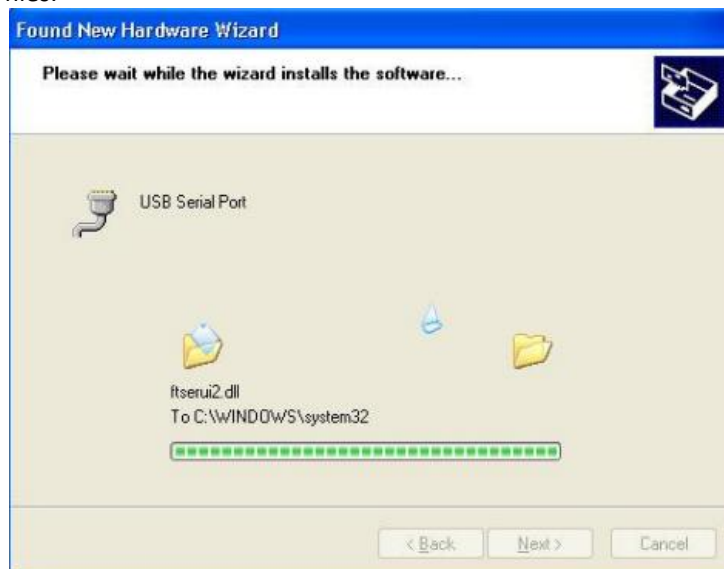 Found New Hardware Wizard
Please wait while the wizard installs the software...
USB Serial Port
ftserui2.dll
To C:\WINDOWS\system32
< Back
Next >
Cancel